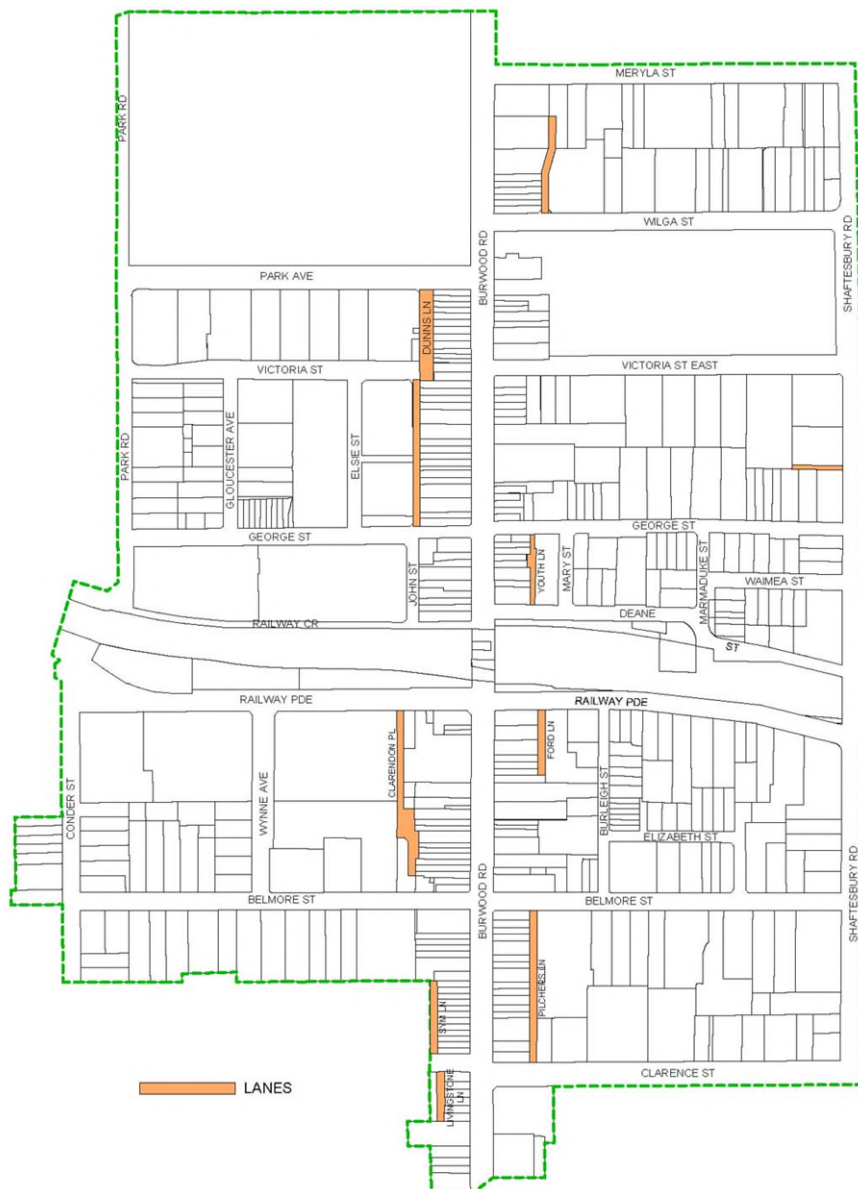 MERYLA ST
PARK RD
WILGA ST
SHAFTESBURY RD
BURWOOD RD
PARK AVE
DUNNS LN
VICTORIA ST
VICTORIA ST EAST
PARK RD
GLOUCESTER AVE
ELSIE ST
GEORGE ST
GEORGE ST
JOHN ST
YOUTH LN
MARY ST
MARMADUKE ST
WAIMEA ST
DEANE
ST
RAILWAY CR
RAILWAY PDE
RAILWAY PDE
CLARENDON PL
FORD LN
CONDER ST
WYNNE AVE
BURLEIGH ST
ELIZABETH ST
BURWOOD RD
SHAFTESBURY RD
BELMORE ST
BELMORE ST
PILCHERS LN
SYM LN
CLARENCE ST
LIVINGSTONE
LN
LANES